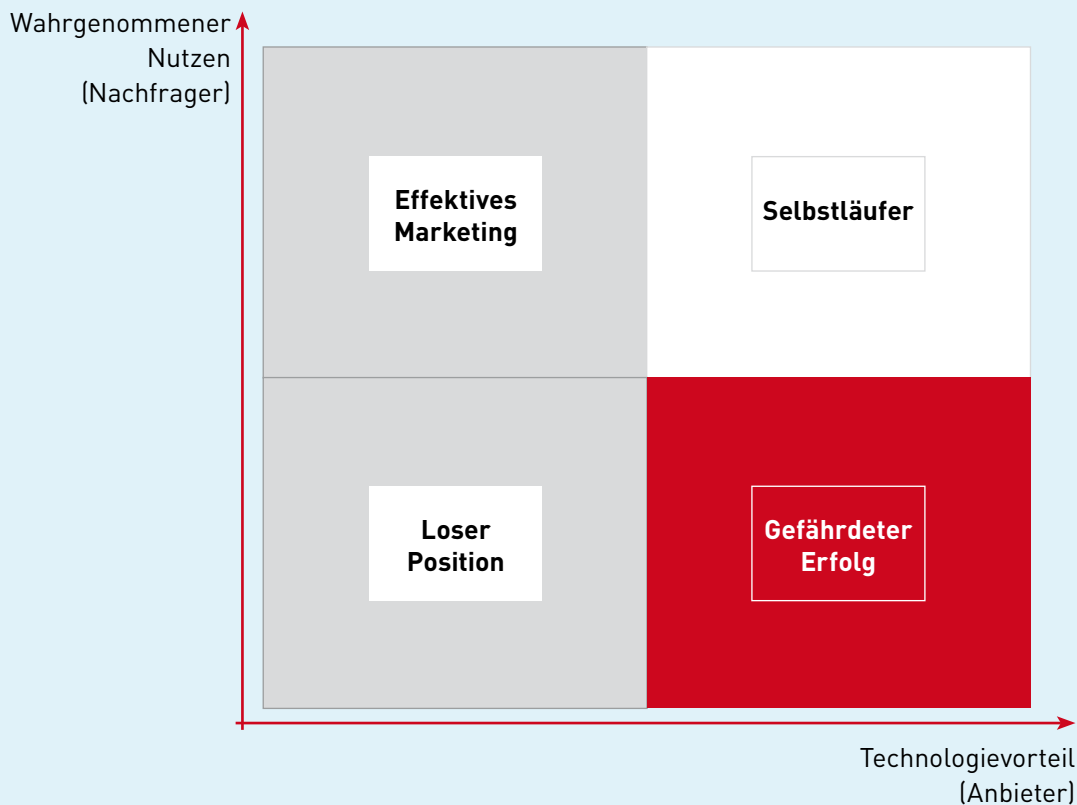 Wahrgenommener
Nutzen
(Nachfrager)
Effektives
Marketing
Selbstläufer
Loser
Position
Gefährdeter
Erfolg
Technologievorteil
(Anbieter)